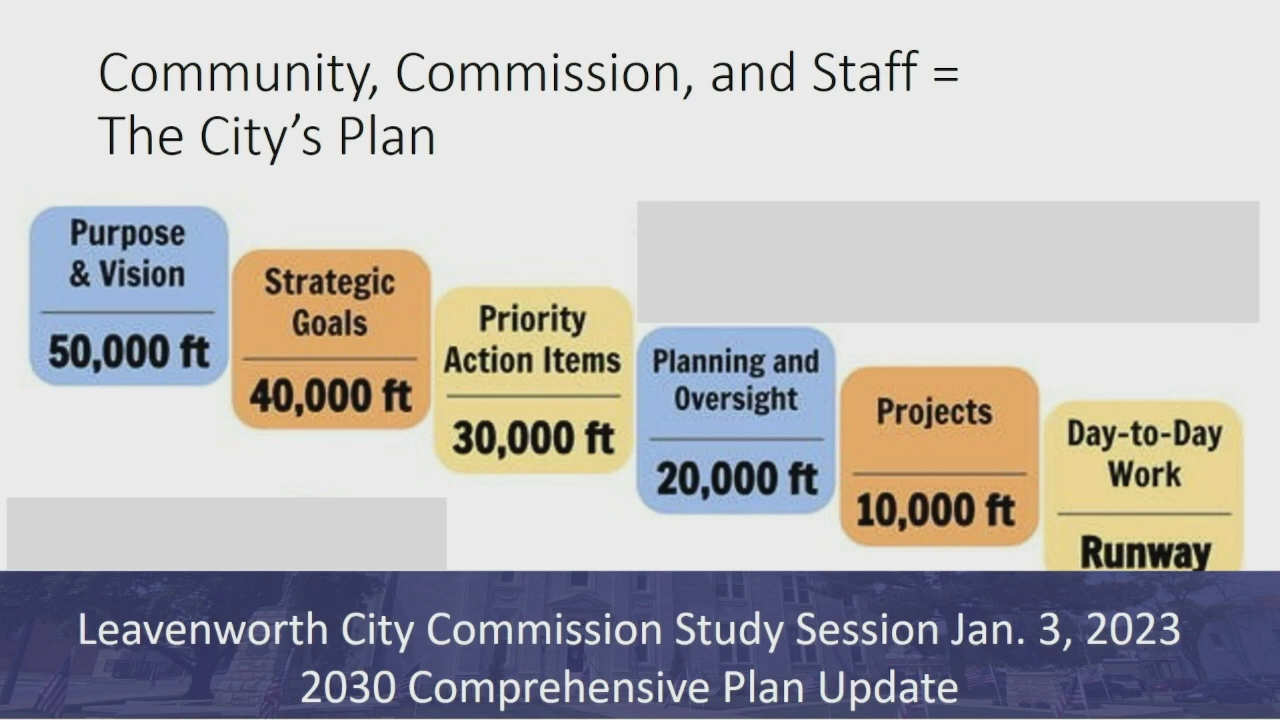 Community, Commission, and Staff =
The City’s Plan
Purpose
& Vision
50,000 ft
Strategic
Goals
40,000 ft
Priority
Action Items
30,000 ft
Planning and
Oversight
20,000 ft
Projects
10,000 ft
Day-to-Day
Work
Runway
Leavenworth City Commission Study Session Jan. 3, 2023
2030 Comprehensive Plan Update